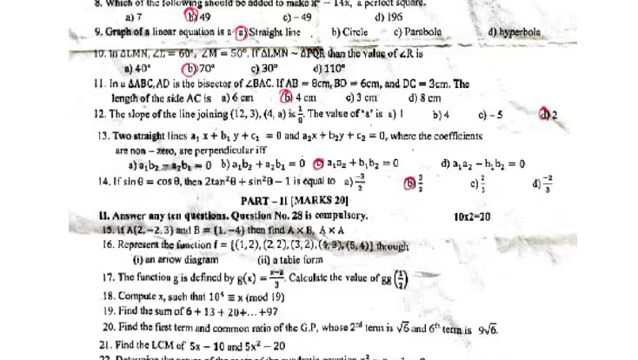 8. Which of the following should be added to make x⁴ − 14x, a perfect square.
a) 7 b) 49 c) − 49 d) 196
9. Graph of a linear equation is a a) Straight line b) Circle c) Parabola d) hyperbola
10. In ΔLMN, ∠L = 60°, ∠M = 50°. If ΔLMN ~ ΔPQR than the value of ∠R is
a) 40° b) 70° c) 30° d) 110°
11. In a ΔABC, AD is the bisector of ∠BAC. If AB = 8cm, BD = 6cm, and DC = 3cm. The
length of the side AC is a) 6 cm b) 4 cm c) 3 cm d) 8 cm
12. The slope of the line joining (12, 3), (4, a) is 1/8. The value of 'a' is a) 1 b) 4 c) − 5 d) 2
13. Two straight lines a₁ x + b₁ y + c₁ = 0 and a₂x + b₂y + c₂ = 0, where the coefficients
are non − zero, are perpendicular iff
a) a₁b₂ − a₂b₁ = 0 b) a₁b₂ + a₂b₁ = 0 c) a₁a₂ + b₁b₂ = 0 d) a₁a₂ − b₁b₂ = 0
14. If sinθ = cos θ, then 2tan²θ + sin²θ − 1 is equal to a) −3/2 b) 3/2 c) 2/3 d) −2/3
PART – II [MARKS 20]
II. Answer any ten questions. Question No. 28 is compulsory. 10x2=20
15. If A{2, −2, 3} and B = {1, −4} then find A × B, A × A
16. Represent the function f = {(1, 2), (2, 2), (3, 2), (4, 3), (5, 4)} through
(i) an arrow diagram (ii) a table form
17. The function g is defined by g(x) = x−2/3. Calculate the value of gg (1/2)
18. Compute x, such that 10⁴ ≡ x (mod 19)
19. Find the sum of 6 + 13 + 20+. .. +97
20. Find the first term and common ratio of the G.P, whose 2ⁿᵈ term is √6 and 6ᵗʰ term is 9√6.
21. Find the LCM of 5x − 10 and 5x² − 20